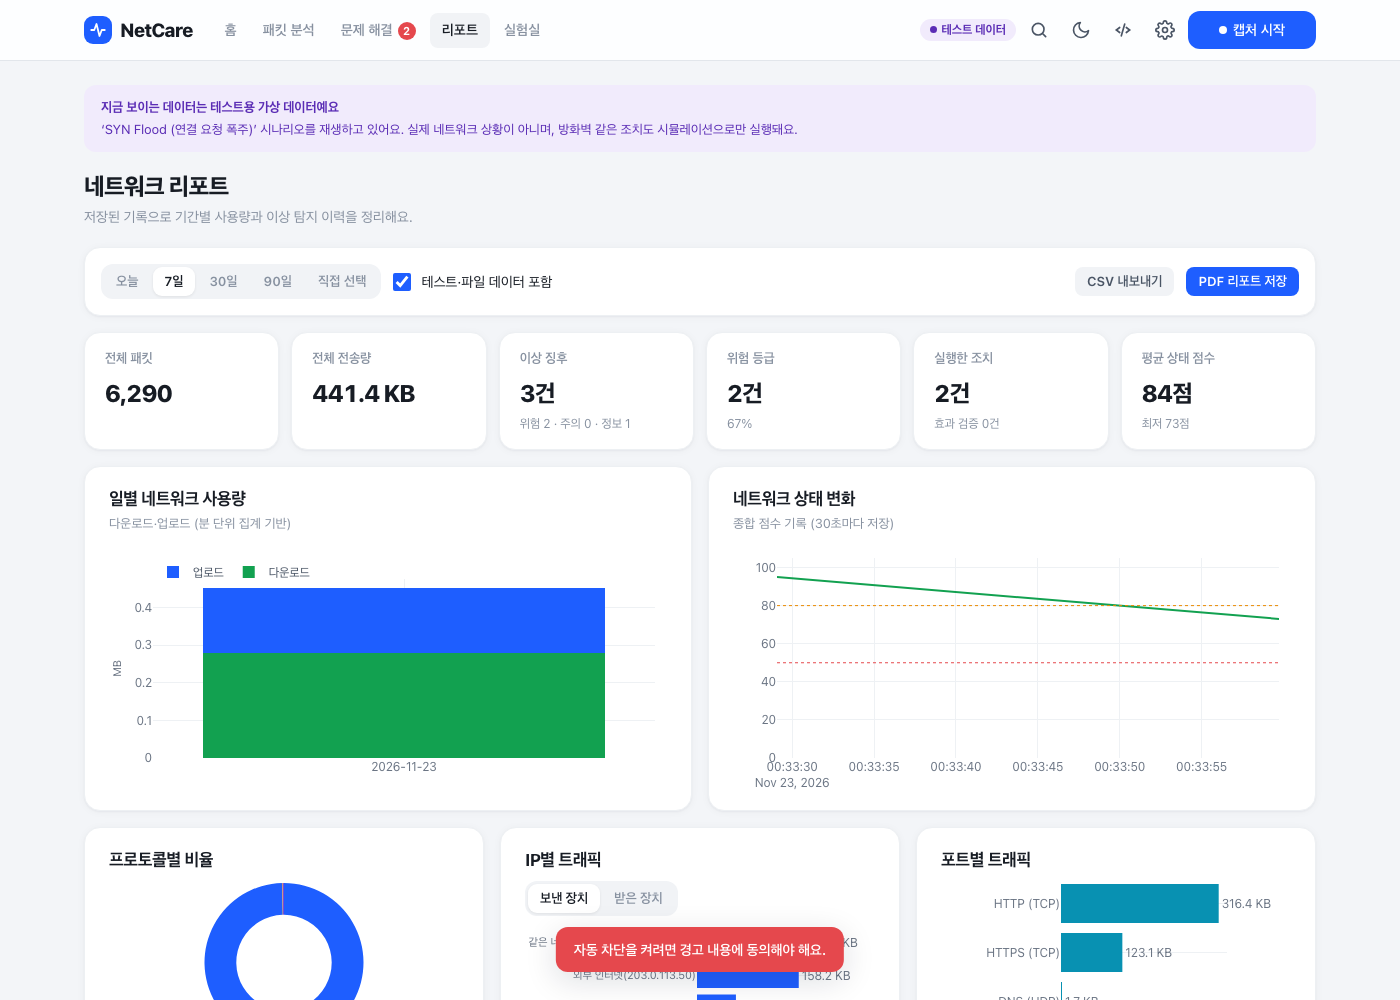 NetCare
홈
패킷 분석
문제 해결 2
리포트
실험실
테스트 데이터
캡처 시작
지금 보이는 데이터는 테스트용 가상 데이터예요
‘SYN Flood (연결 요청 폭주)’ 시나리오를 재생하고 있어요. 실제 네트워크 상황이 아니며, 방화벽 같은 조치도 시뮬레이션으로만 실행돼요.
네트워크 리포트
저장된 기록으로 기간별 사용량과 이상 탐지 이력을 정리해요.
오늘
7일
30일
90일
직접 선택
테스트·파일 데이터 포함
CSV 내보내기
PDF 리포트 저장
전체 패킷
6,290
전체 전송량
441.4 KB
이상 징후
3건
위험 2 · 주의 0 · 정보 1
위험 등급
2건
67%
실행한 조치
2건
효과 검증 0건
평균 상태 점수
84점
최저 73점
일별 네트워크 사용량
다운로드·업로드 (분 단위 집계 기반)
업로드
다운로드
MB
0.4
0.3
0.2
0.1
0
2026-11-23
네트워크 상태 변화
종합 점수 기록 (30초마다 저장)
100
80
60
40
20
0
00:33:30
00:33:35
00:33:40
00:33:45
00:33:50
00:33:55
Nov 23, 2026
프로토콜별 비율
IP별 트래픽
보낸 장치
받은 장치
같은
KB
자동 차단을 켜려면 경고 내용에 동의해야 해요.
외부 인터넷(203.0.113.50)
158.2 KB
포트별 트래픽
HTTP (TCP)
316.4 KB
HTTPS (TCP)
123.1 KB
DNS (UDP)
1.7 KB